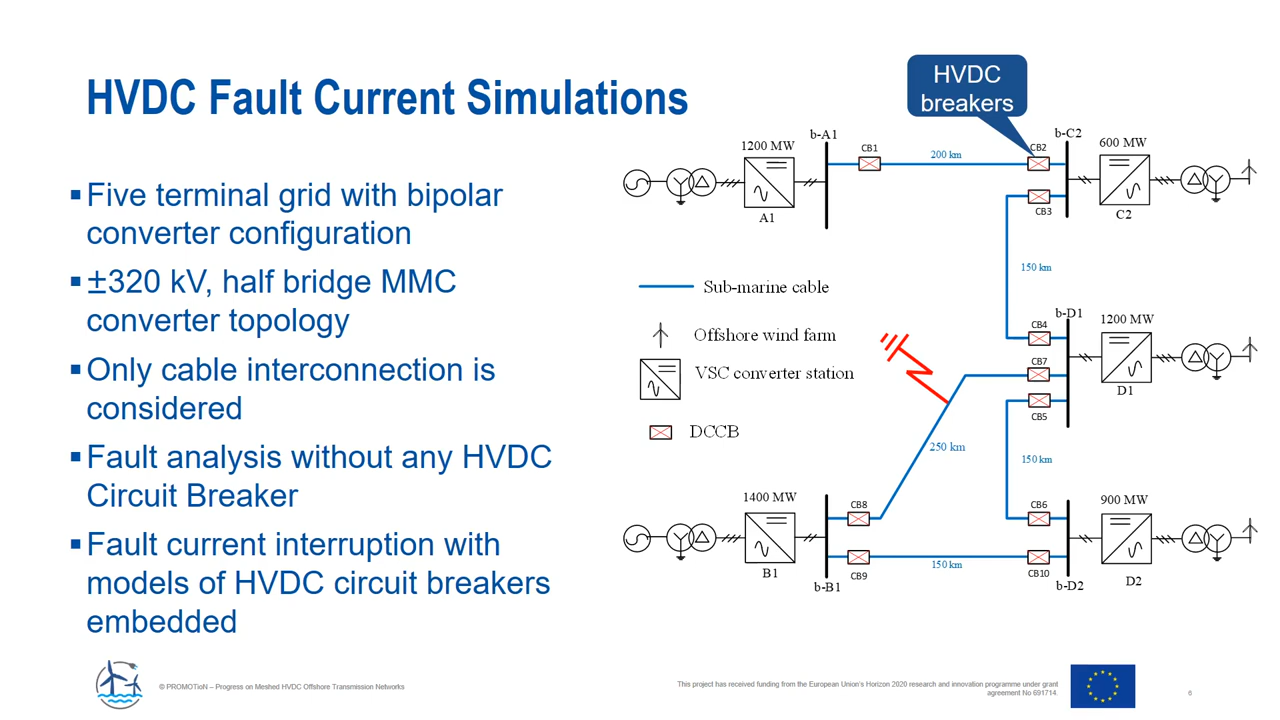 HVDC Fault Current Simulations
▪Five terminal grid with bipolar
converter configuration
▪±320 kV, half bridge MMC
converter topology
▪Only cable interconnection is
considered
▪Fault analysis without any HVDC
Circuit Breaker
▪Fault current interruption with
models of HVDC circuit breakers
embedded
HVDC
breakers
1200 MW
A1
b-A1
CB1
200 km
CB2
b-C2
600 MW
C2
CB3
150 km
Sub-marine cable
Offshore wind farm
VSC converter station
DCCB
CB4
b-D1
1200 MW
D1
CB7
CB5
250 km
150 km
1400 MW
B1
b-B1
CB8
CB9
150 km
CB6
CB10
b-D2
900 MW
D2
© PROMOTioN – Progress on Meshed HVDC Offshore Transmission Networks
This project has received funding from the European Union's Horizon 2020 research and innovation programme under grant
agreement No 691714.
6